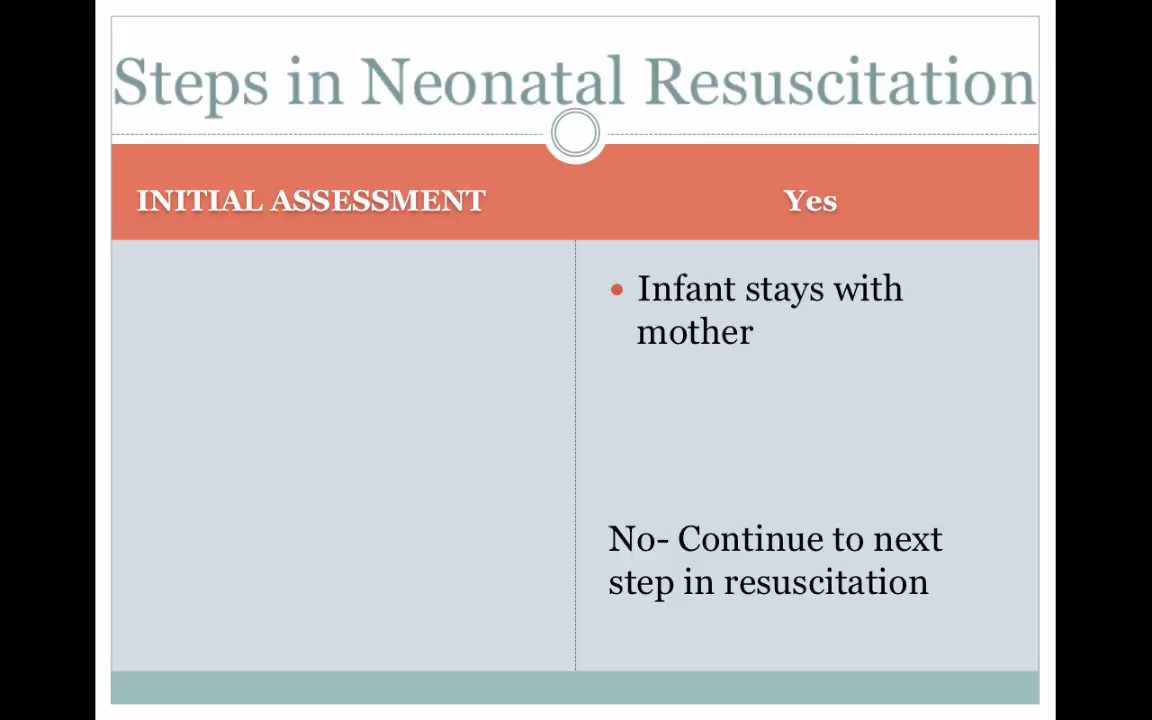 Steps in Neonatal Resuscitation
INITIAL ASSESSMENT
Yes
Infant stays with
mother
No- Continue to next
step in resuscitation